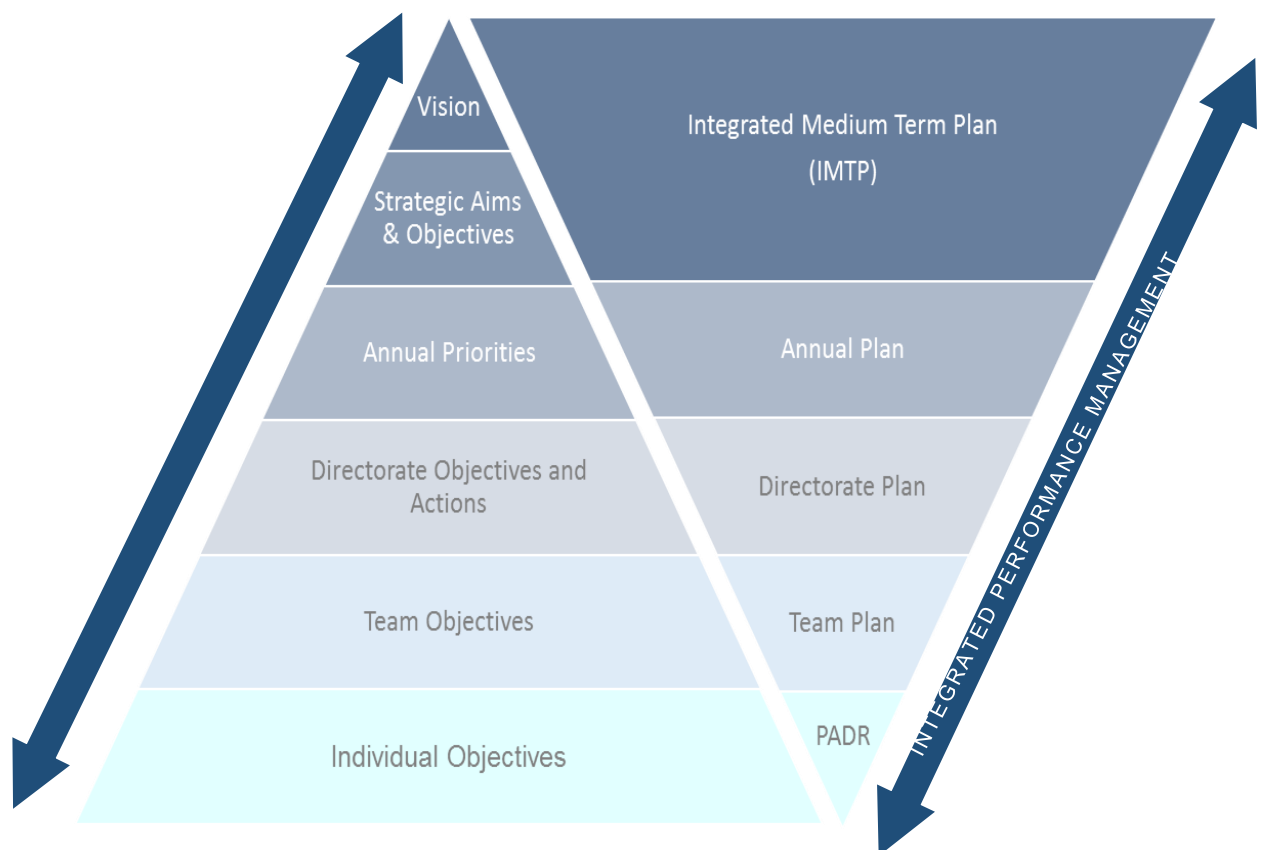 Vision
Strategic Aims
& Objectives
Annual Priorities
Directorate Objectives and
Actions
Team Objectives
Individual Objectives
Integrated Medium Term Plan
(IMTP)
Annual Plan
Directorate Plan
Team Plan
PADR
INTEGRATED PERFORMANCE MANAGEMENT